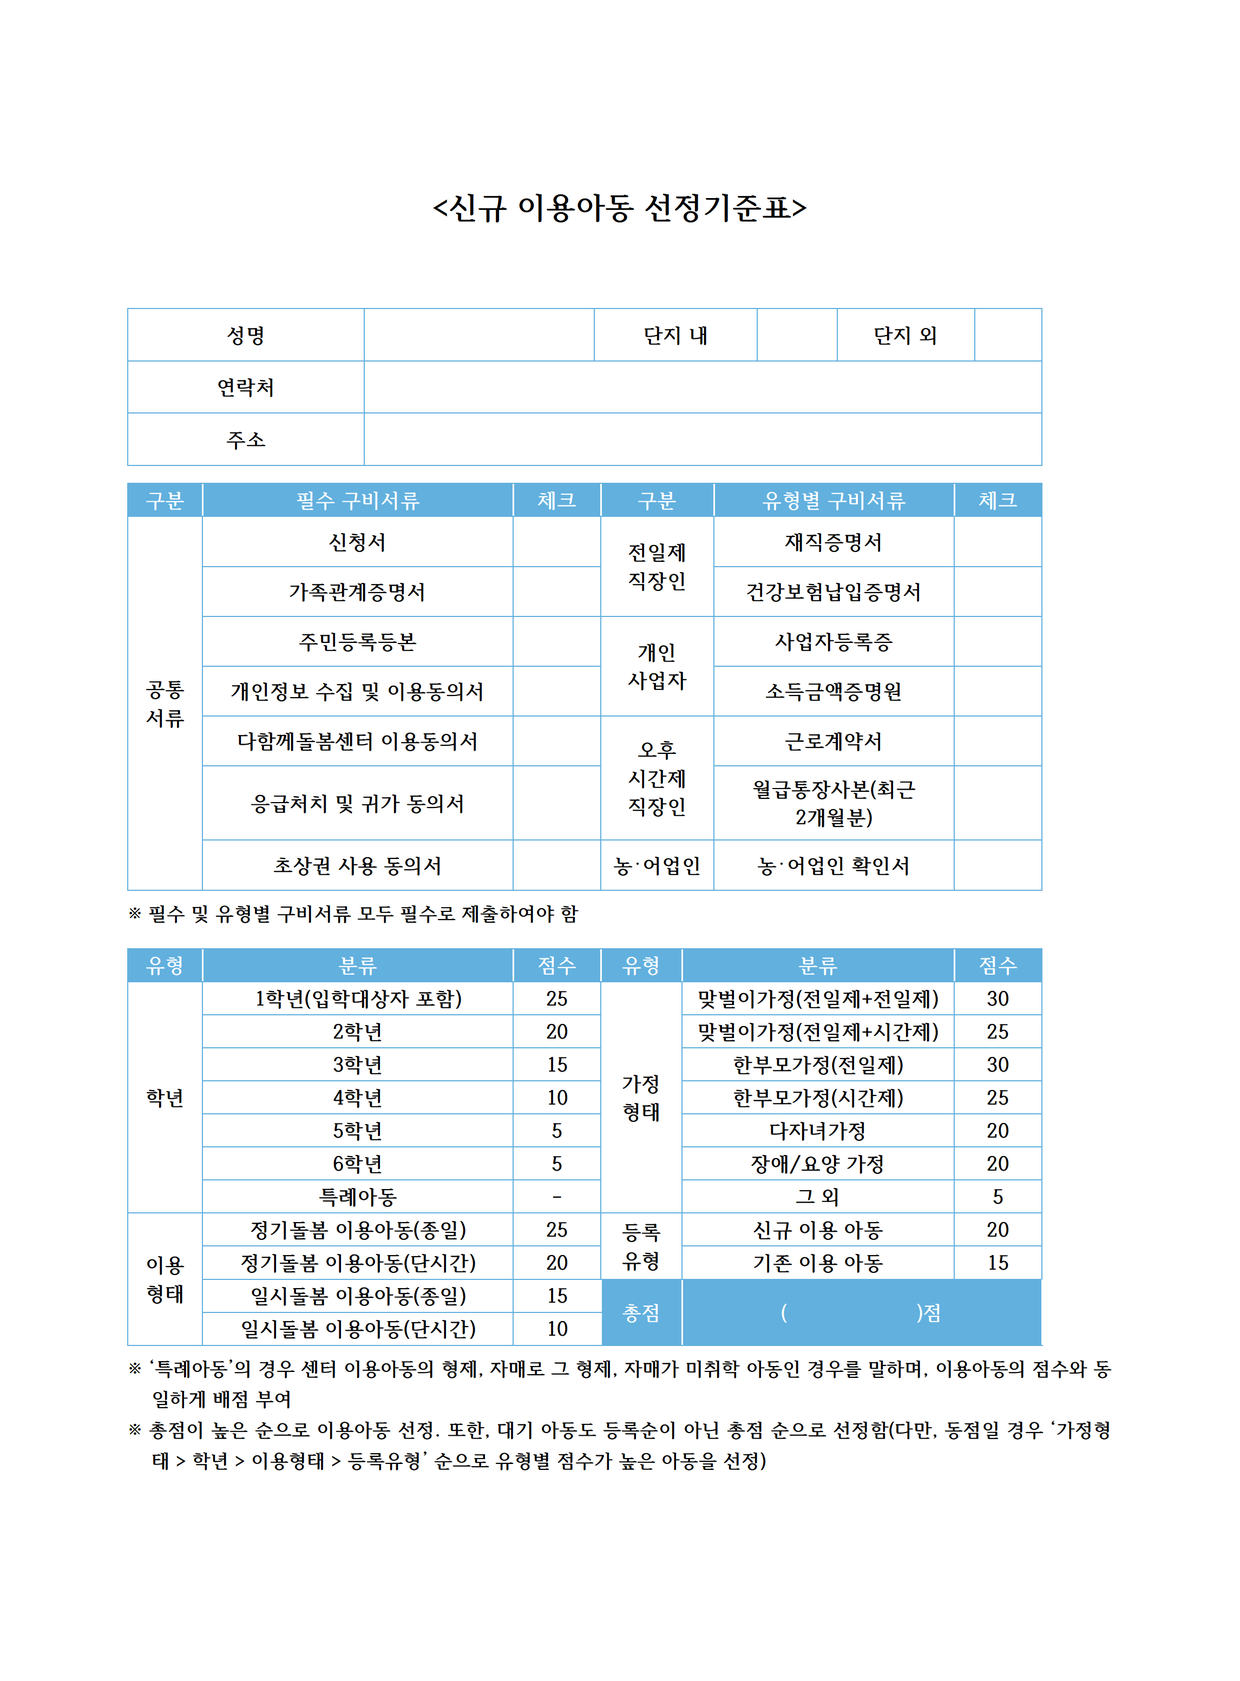 <신규 이용아동 선정기준표>
성명 단지 내 단지 외
연락처
주소
구분 필수 구비서류 체크 구분 유형별 구비서류 체크
공통
서류
신청서
가족관계증명서
주민등록등본
개인정보 수집 및 이용동의서
다함께돌봄센터 이용동의서
응급처치 및 귀가 동의서
초상권 사용 동의서
전일제
직장인
재직증명서
건강보험납입증명서
개인
사업자
사업자등록증
소득금액증명원
오후
시간제
직장인
근로계약서
월급통장사본(최근
2개월분)
농·어업인 농·어업인 확인서
※ 필수 및 유형별 구비서류 모두 필수로 제출하여야 함
유형 분류 점수 유형 분류 점수
학년
1학년(입학대상자 포함) 25
2학년 20
3학년 15
4학년 10
5학년 5
6학년 5
특례아동 -
가정
형태
맞벌이가정(전일제+전일제) 30
맞벌이가정(전일제+시간제) 25
한부모가정(전일제) 30
한부모가정(시간제) 25
다자녀가정 20
장애/요양 가정 20
그 외 5
이용
형태
정기돌봄 이용아동(종일) 25
정기돌봄 이용아동(단시간) 20
일시돌봄 이용아동(종일) 15
일시돌봄 이용아동(단시간) 10
등록
유형
신규 이용 아동 20
기존 이용 아동 15
총점 ( )점
※ ‘특례아동’의 경우 센터 이용아동의 형제, 자매로 그 형제, 자매가 미취학 아동인 경우를 말하며, 이용아동의 점수와 동
일하게 배점 부여
※ 총점이 높은 순으로 이용아동 선정. 또한, 대기 아동도 등록순이 아닌 총점 순으로 선정함(다만, 동점일 경우 ‘가정형
태 > 학년 > 이용형태 > 등록유형’ 순으로 유형별 점수가 높은 아동을 선정)